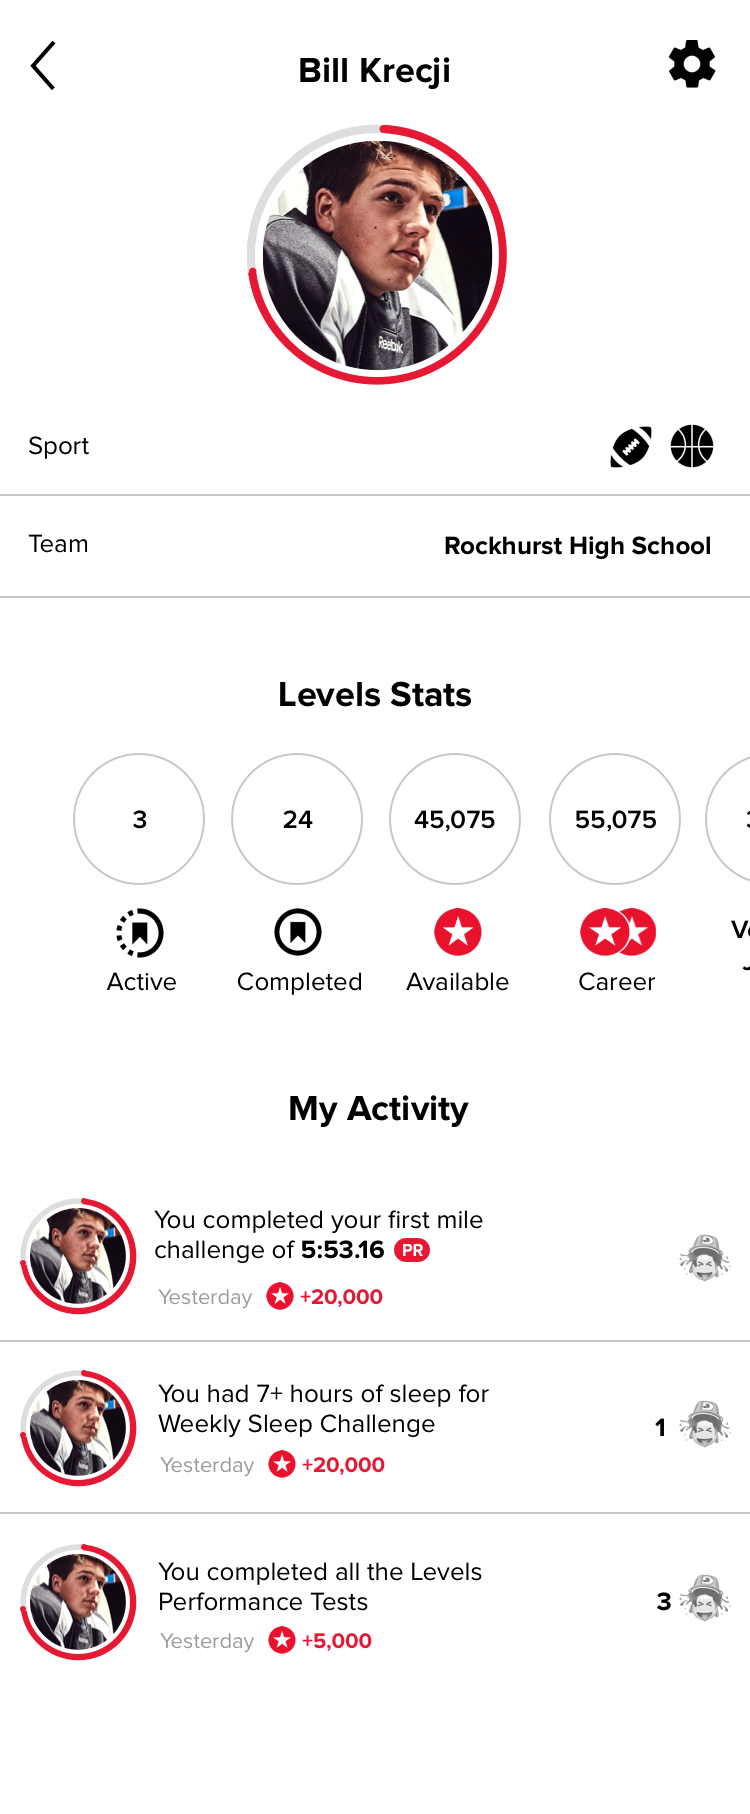 Bill Krecji
Reebok
Sport
Team
Rockhurst High School
Levels Stats
3
24
45,075
55,075
Active
Completed
Available
Career
My Activity
You completed your first mile
challenge of 5:53.16 PR
Yesterday +20,000
You had 7+ hours of sleep for
Weekly Sleep Challenge
1
Yesterday +20,000
You completed all the Levels
Performance Tests
3
Yesterday +5,000